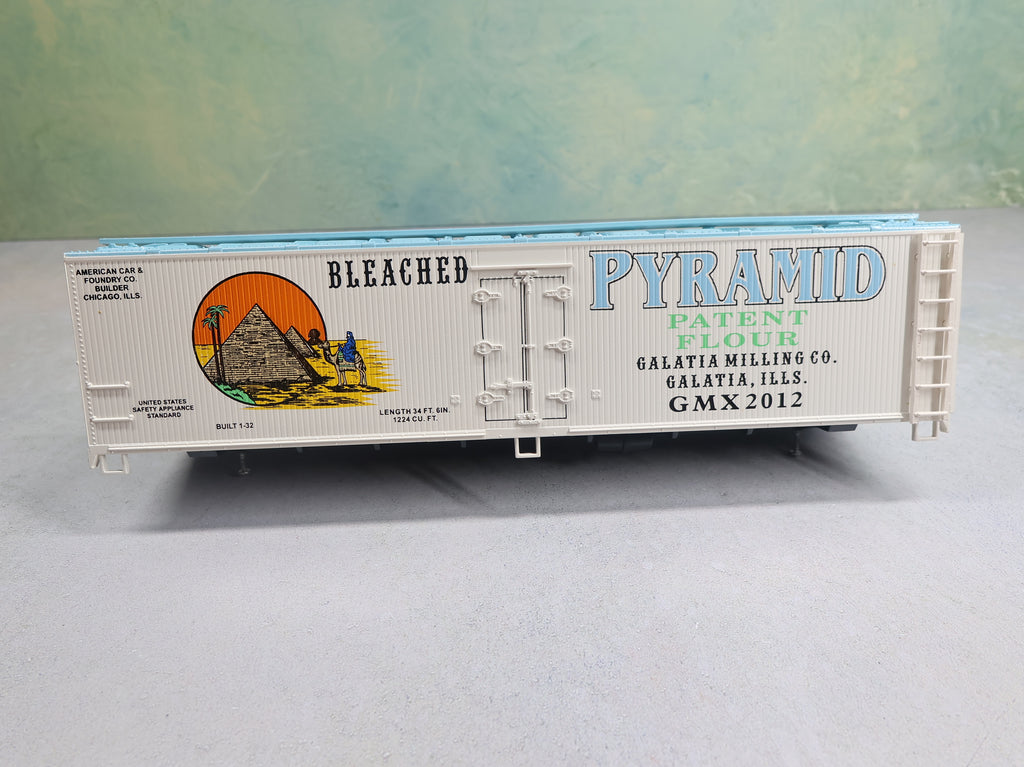 AMERICAN CAR &
FOUNDRY CO.
BUILDER
CHICAGO, ILLS.
BLEACHED
UNITED STATES
SAFETY APPLIANCE
STANDARD
BUILT 1-32
LENGTH 34 FT. 6IN.
1224 CU. FT.
PYRAMID
PATENT
FLOUR
GALATIA MILLING CO.
GALATIA, ILLS.
GMX 2012